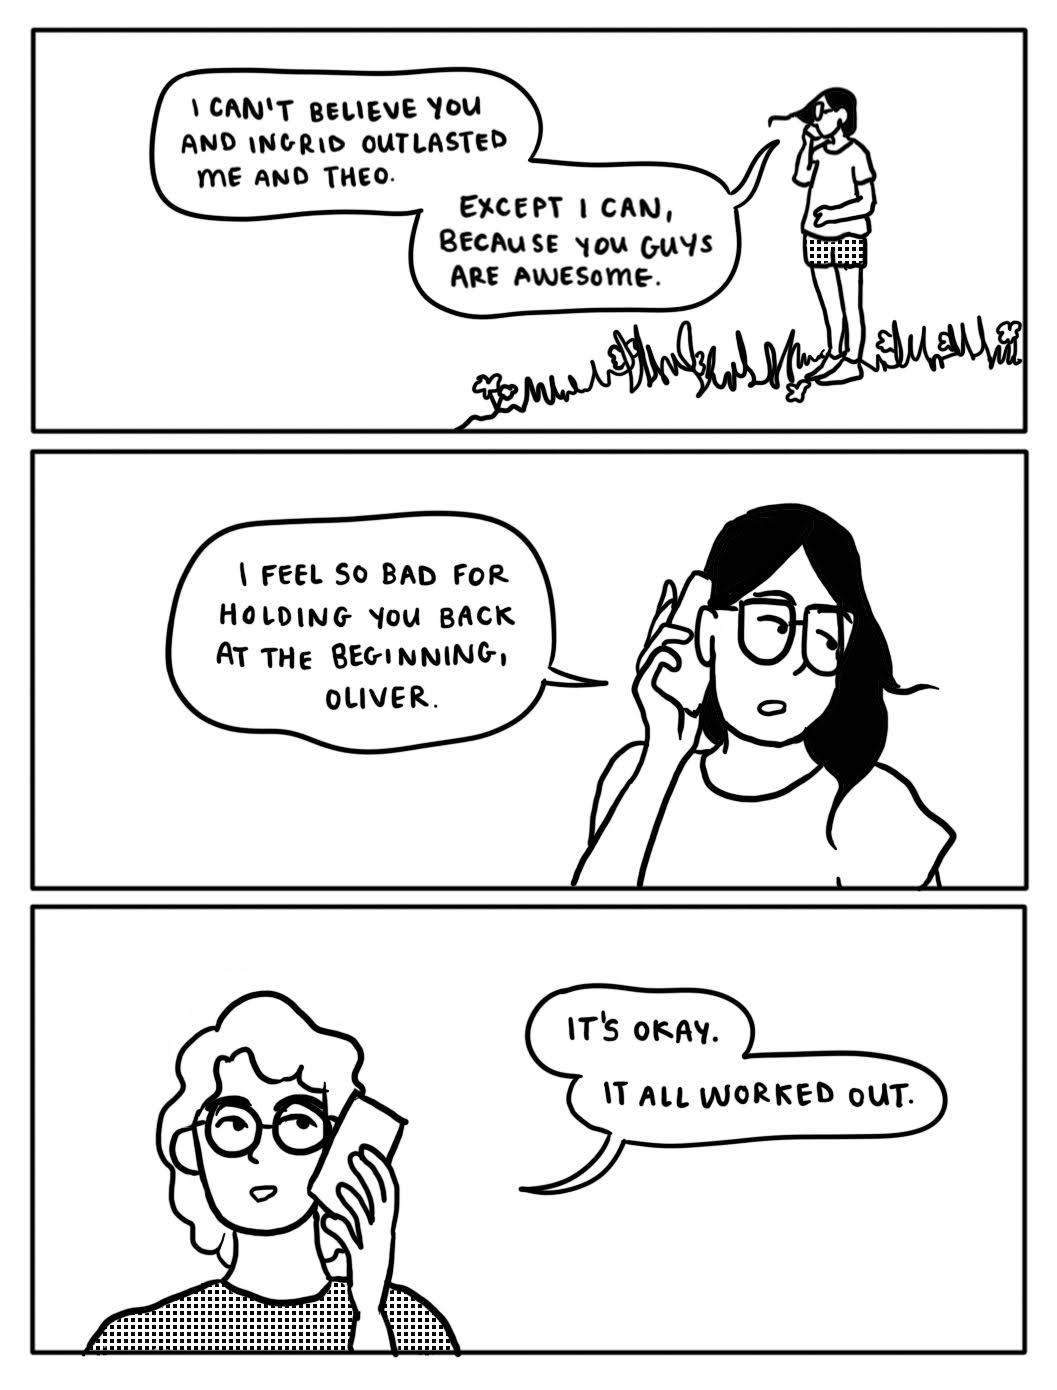 I CAN'T BELIEVE YOU
AND INGRID OUTLASTED
ME AND THEO.
EXCEPT I CAN,
BECAUSE YOU GUYS
ARE AWESOME.
I FEEL SO BAD FOR
HOLDING YOU BACK
AT THE BEGINNING,
OLIVER.
IT'S OKAY.
IT ALL WORKED OUT.